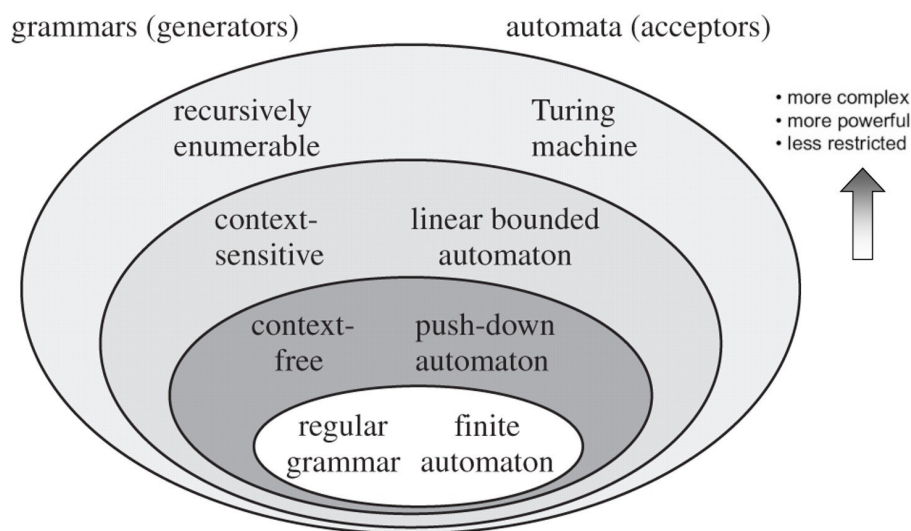 grammars (generators)
automata (acceptors)
recursively
enumerable
Turing
machine
• more complex
• more powerful
• less restricted
context-
sensitive
linear bounded
automaton
context-
free
push-down
automaton
regular
grammar
finite
automaton